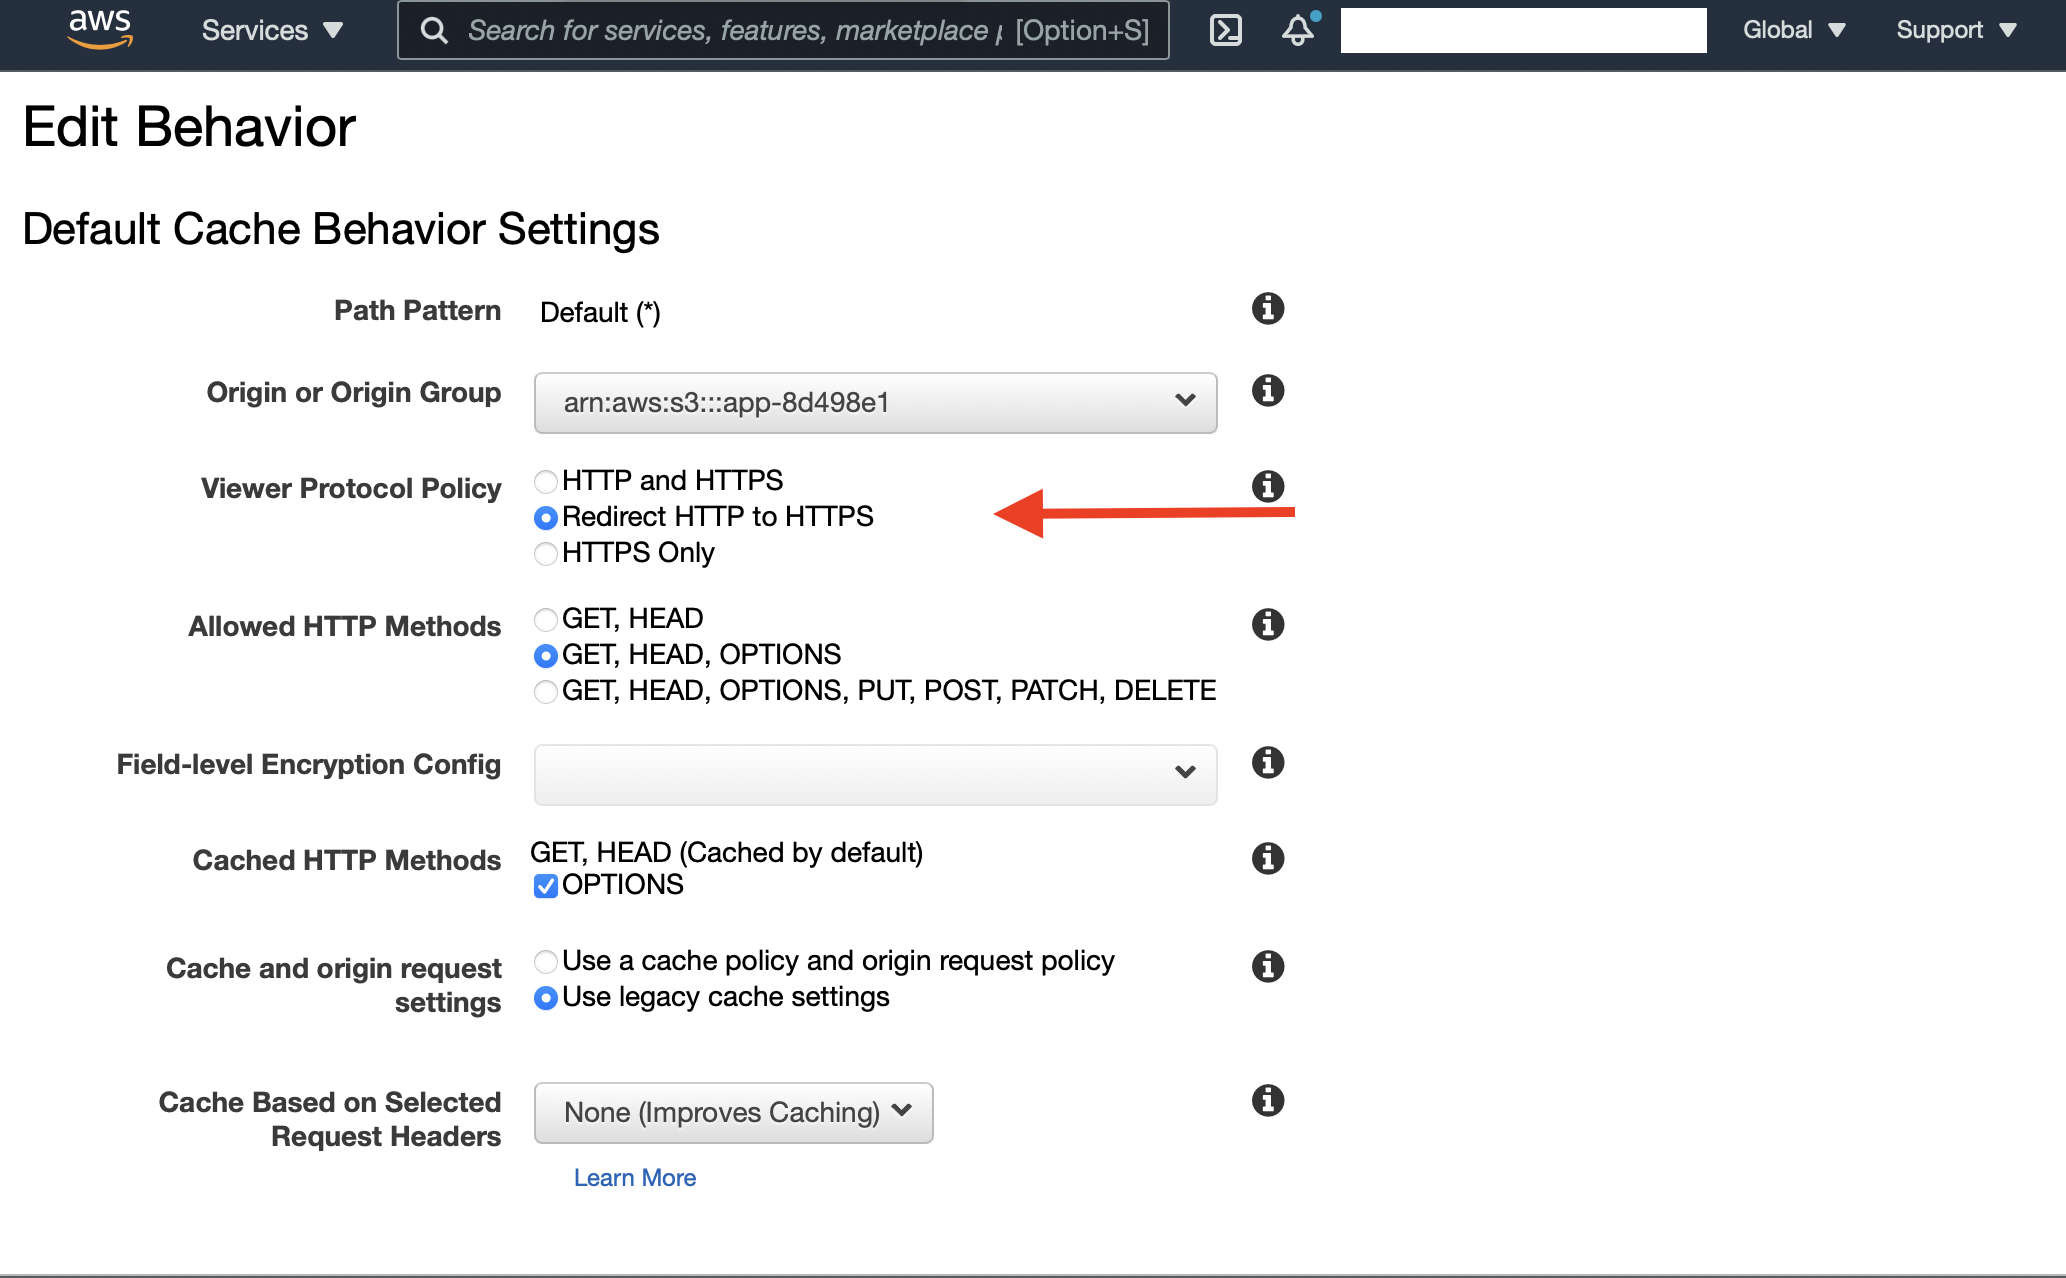 aws
Services
Search for services, features, marketplace p [Option+S]
Global
Support
Edit Behavior
Default Cache Behavior Settings
Path Pattern
Default (*)
Origin or Origin Group
arn:aws:s3:::app-8d498e1
Viewer Protocol Policy
HTTP and HTTPS
Redirect HTTP to HTTPS
HTTPS Only
Allowed HTTP Methods
GET, HEAD
GET, HEAD, OPTIONS
GET, HEAD, OPTIONS, PUT, POST, PATCH, DELETE
Field-level Encryption Config
Cached HTTP Methods
GET, HEAD (Cached by default)
OPTIONS
Cache and origin request
settings
Use a cache policy and origin request policy
Use legacy cache settings
Cache Based on Selected
Request Headers
None (Improves Caching)
Learn More